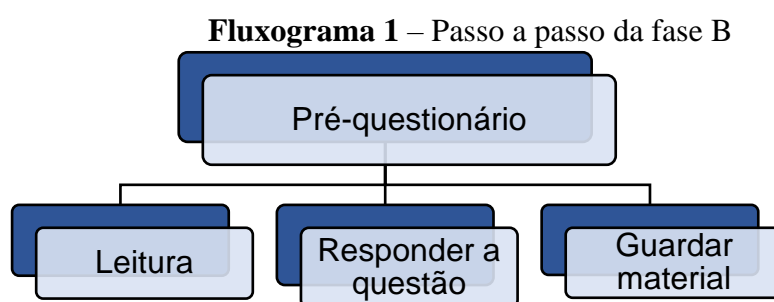 Fluxograma 1 – Passo a passo da fase B
Pré-questionário
Leitura
Responder a
questão
Guardar
material